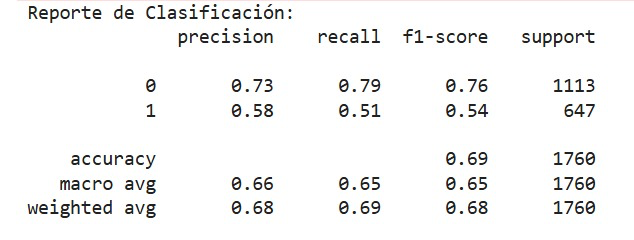 Reporte de Clasificación:
precision recall f1-score support
0 0.73 0.79 0.76 1113
1 0.58 0.51 0.54 647
accuracy 0.69 1760
macro avg 0.66 0.65 0.65 1760
weighted avg 0.68 0.69 0.68 1760